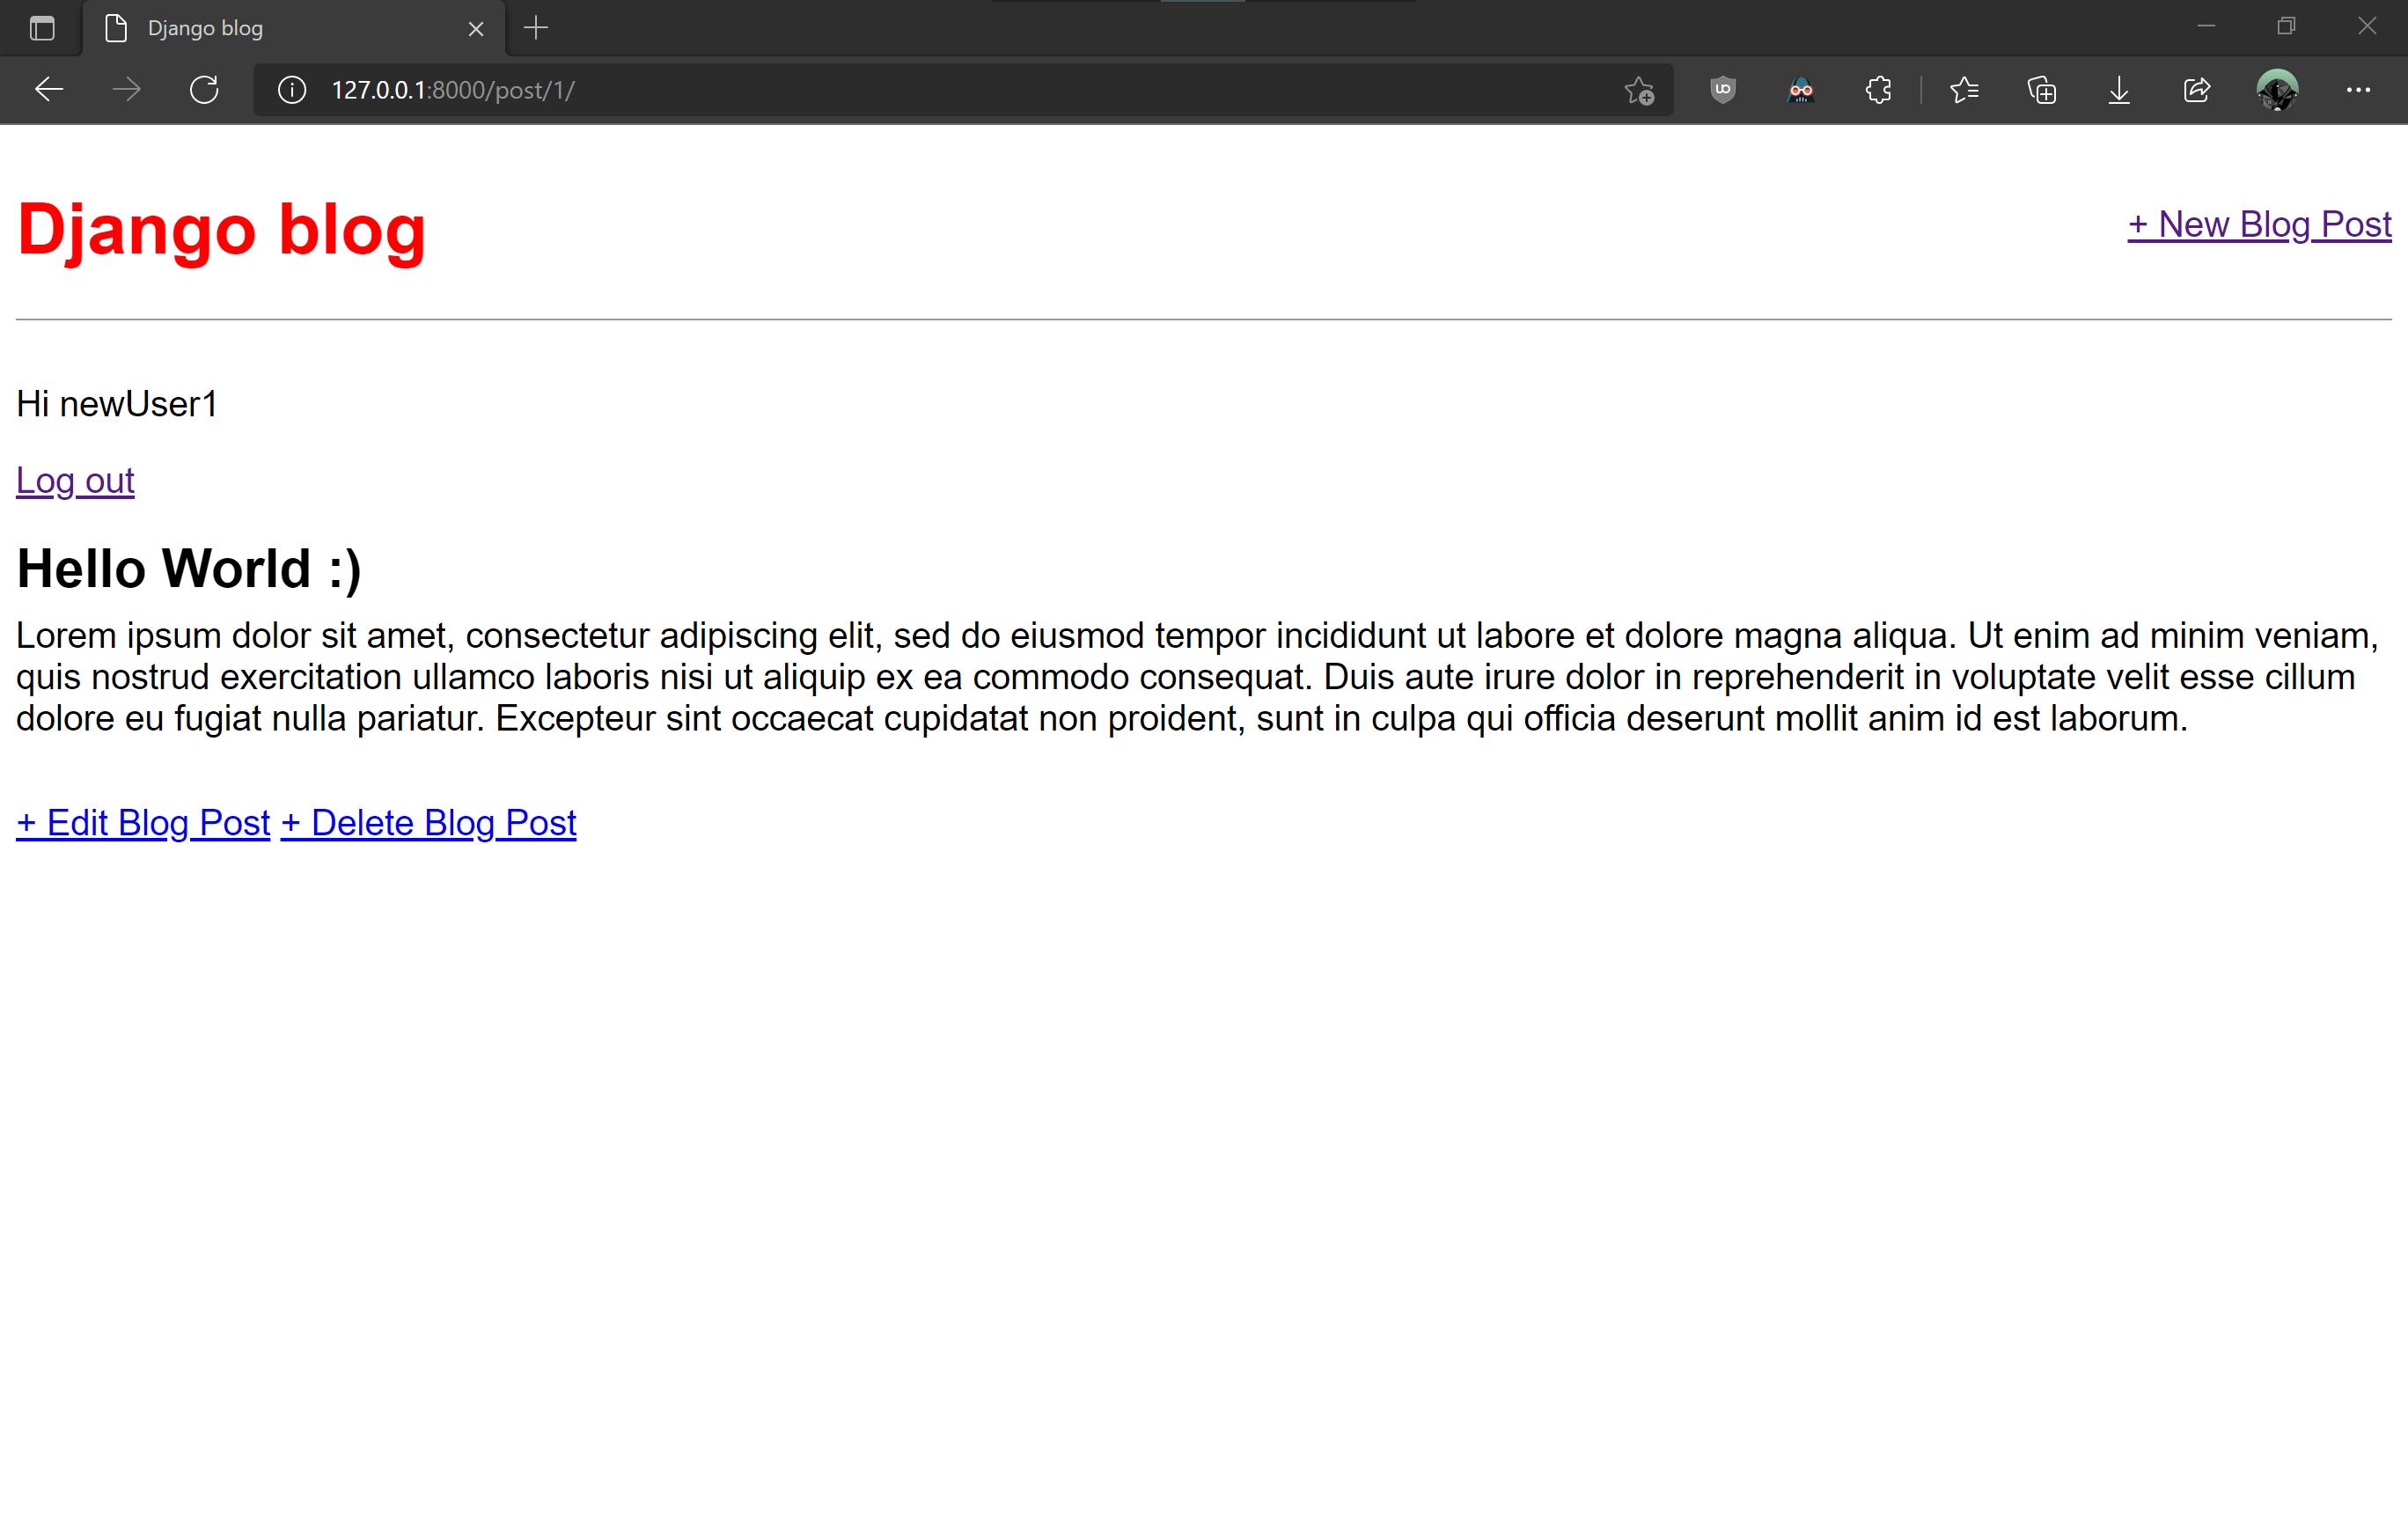 Django blog
127.0.0.1:8000/post/1/
Django blog
+ New Blog Post
Hi newUser1
Log out
Hello World :)
Lorem ipsum dolor sit amet, consectetur adipiscing elit, sed do eiusmod tempor incididunt ut labore et dolore magna aliqua. Ut enim ad minim veniam,
quis nostrud exercitation ullamco laboris nisi ut aliquip ex ea commodo consequat. Duis aute irure dolor in reprehenderit in voluptate velit esse cillum
dolore eu fugiat nulla pariatur. Excepteur sint occaecat cupidatat non proident, sunt in culpa qui officia deserunt mollit anim id est laborum.
+ Edit Blog Post + Delete Blog Post